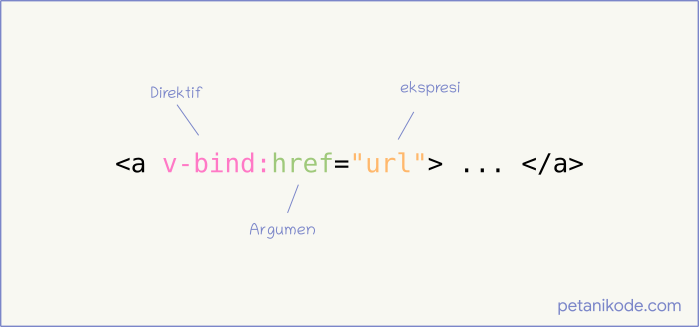 Direktif
ekspresi
<a v-bind:href="url"> ... </a>
Argumen
petanikode.com